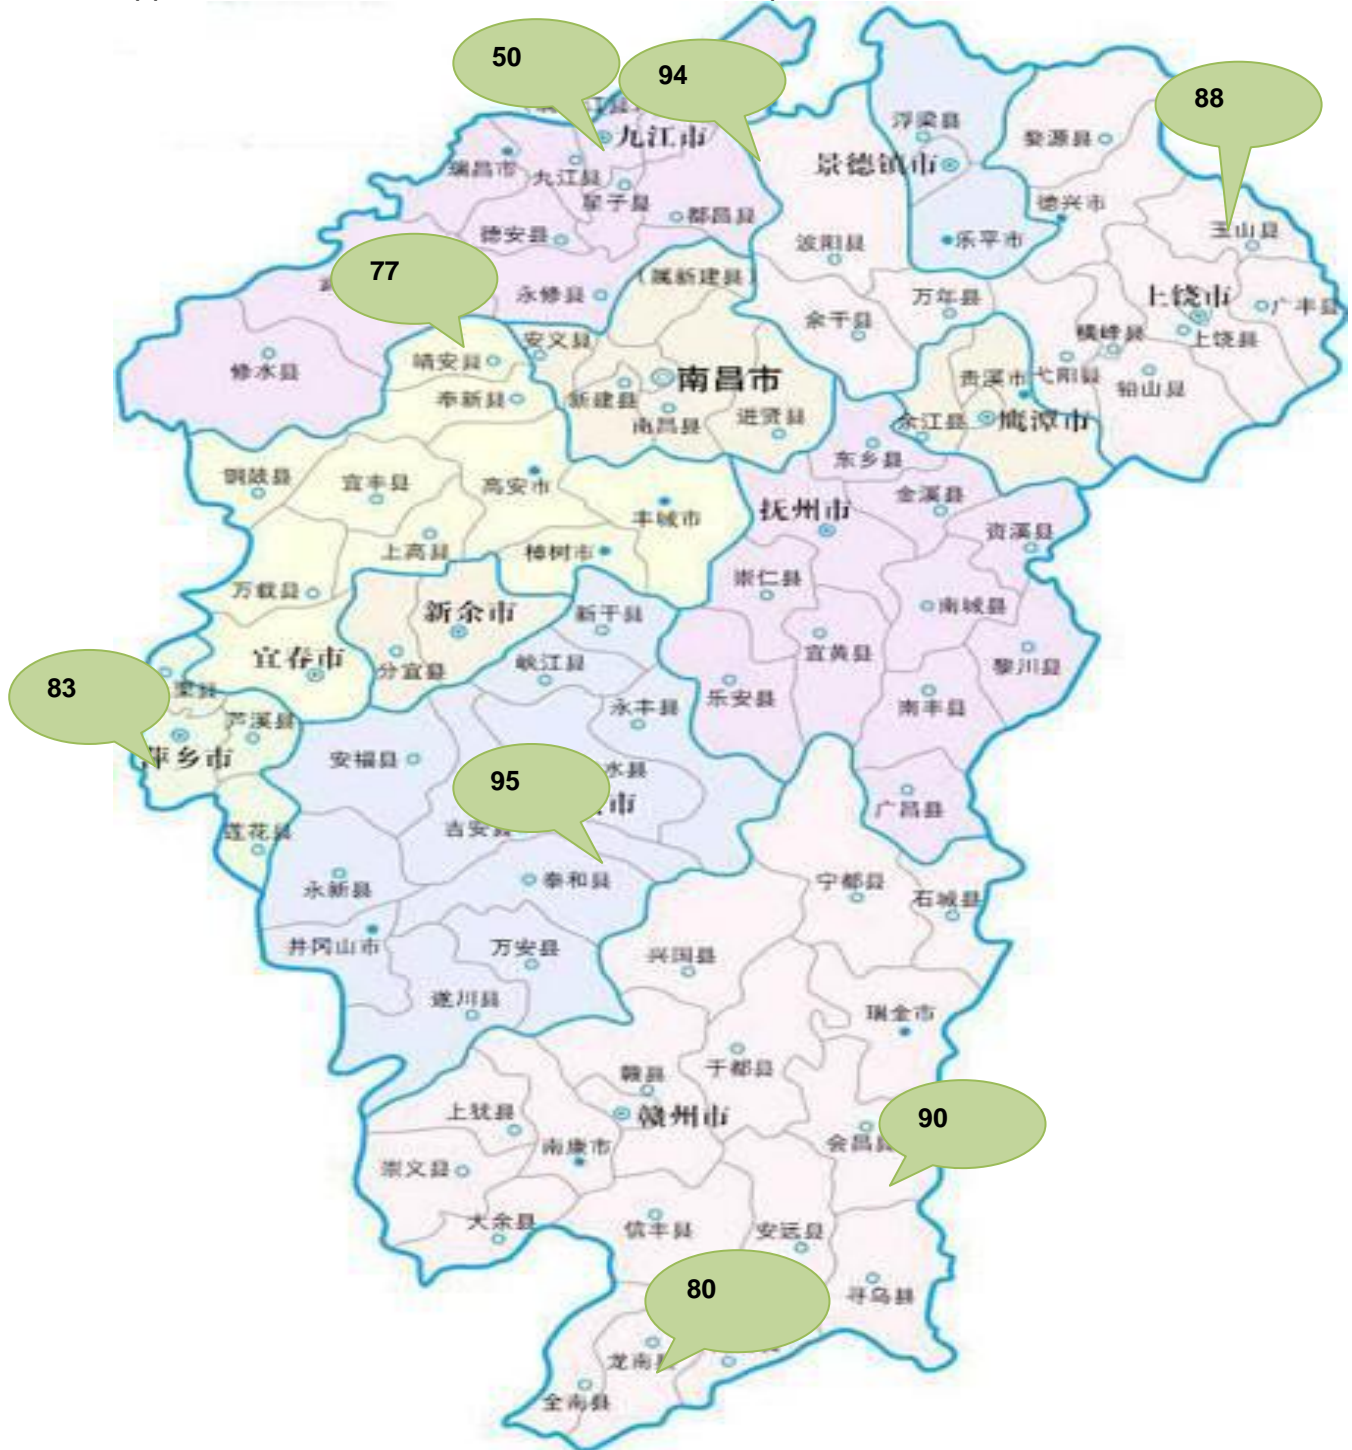 50
94
88
九江市
浮梁县
婺源县
景德镇市
瑞昌市
九江县
星子县
都昌县
德兴市
德安县
乐平市
玉山县
波阳县
77
(属新建县)
永修县
万年县
上饶市
广丰县
余干县
横峰县
上饶县
安义县
靖安县
修水县
南昌市
贵溪市
弋阳县
铅山县
奉新县
新建县
南昌县
进贤县
余江县
鹰潭市
东乡县
铜鼓县
宜丰县
高安市
金溪县
丰城市
抚州市
资溪县
上高县
樟树市
崇仁县
万载县
新余市
新干县
南城县
宜春市
分宜县
峡江县
宜黄县
黎川县
83
乐安县
南丰县
芦溪县
永丰县
萍乡市
安福县
95
水县
市
广昌县
莲花县
吉安县
永新县
泰和县
宁都县
石城县
井冈山市
万安县
兴国县
遂川县
瑞金市
赣县
于都县
上犹县
赣州市
90
会昌县
南康市
崇义县
大余县
信丰县
安远县
80
寻乌县
龙南县
全南县